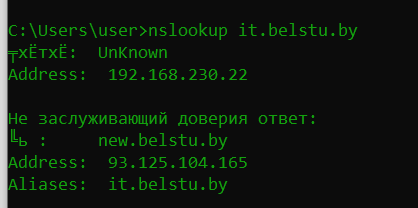 C:\Users\user>nslookup it.belstu.by
╤хЁтхЁ:  UnKnown
Address:  192.168.230.22
Не заслуживающий доверия ответ:
╚ь :     new.belstu.by
Address:  93.125.104.165
Aliases:  it.belstu.by